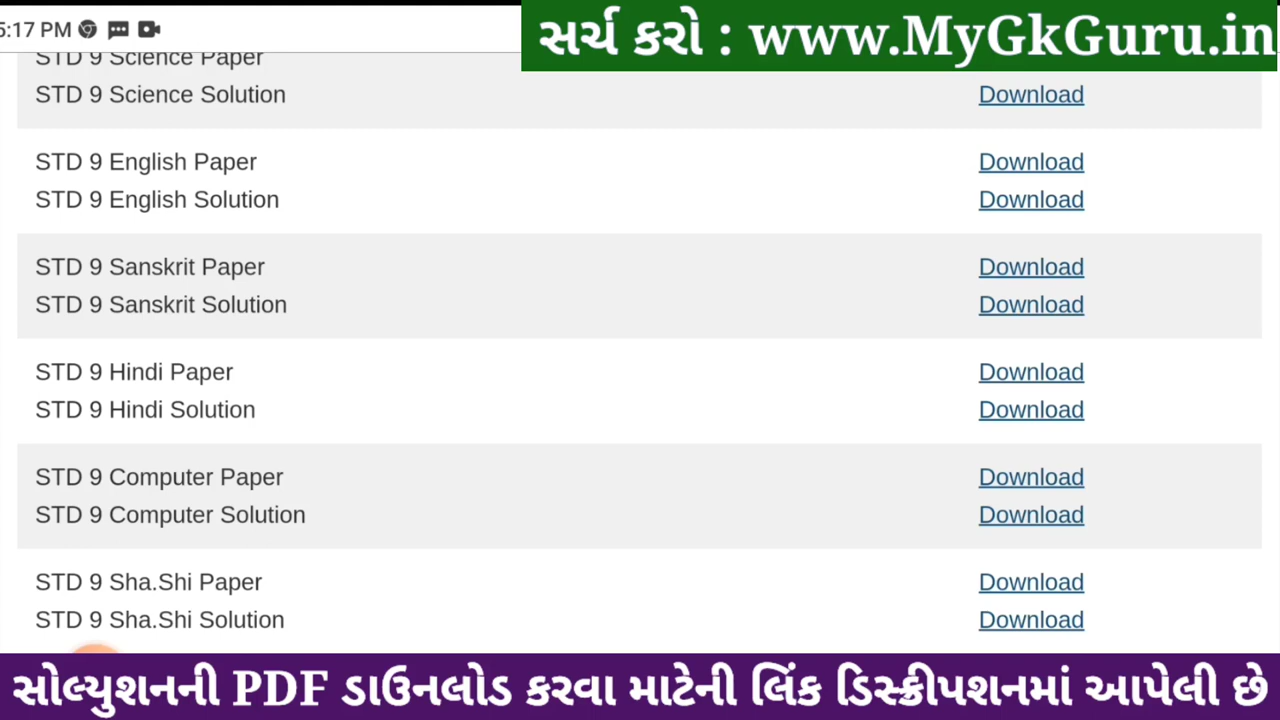 5:17 PM
સર્ચ કરો : www.MyGkGuru.in
STD 9 Science Paper
STD 9 Science Solution Download
STD 9 English Paper Download
STD 9 English Solution Download
STD 9 Sanskrit Paper Download
STD 9 Sanskrit Solution Download
STD 9 Hindi Paper Download
STD 9 Hindi Solution Download
STD 9 Computer Paper Download
STD 9 Computer Solution Download
STD 9 Sha.Shi Paper Download
STD 9 Sha.Shi Solution Download
સોલ્યુશનની PDF ડાઉનલોડ કરવા માટેની લિંક ડિસ્ક્રીપશનમાં આપેલી છે